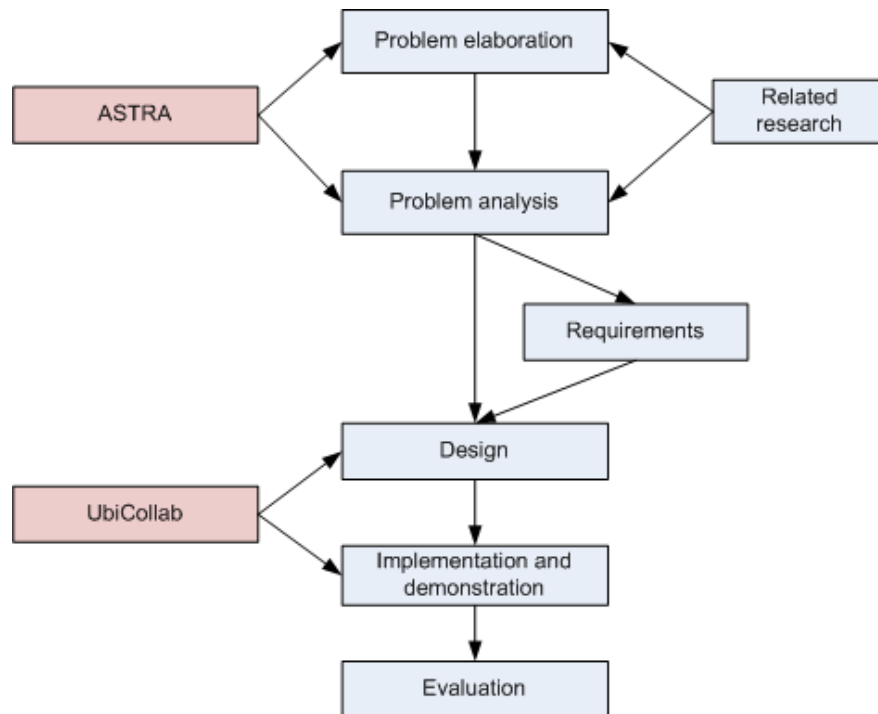 Problem elaboration
ASTRA
Related
research
Problem analysis
Requirements
Design
UbiCollab
Implementation and
demonstration
Evaluation